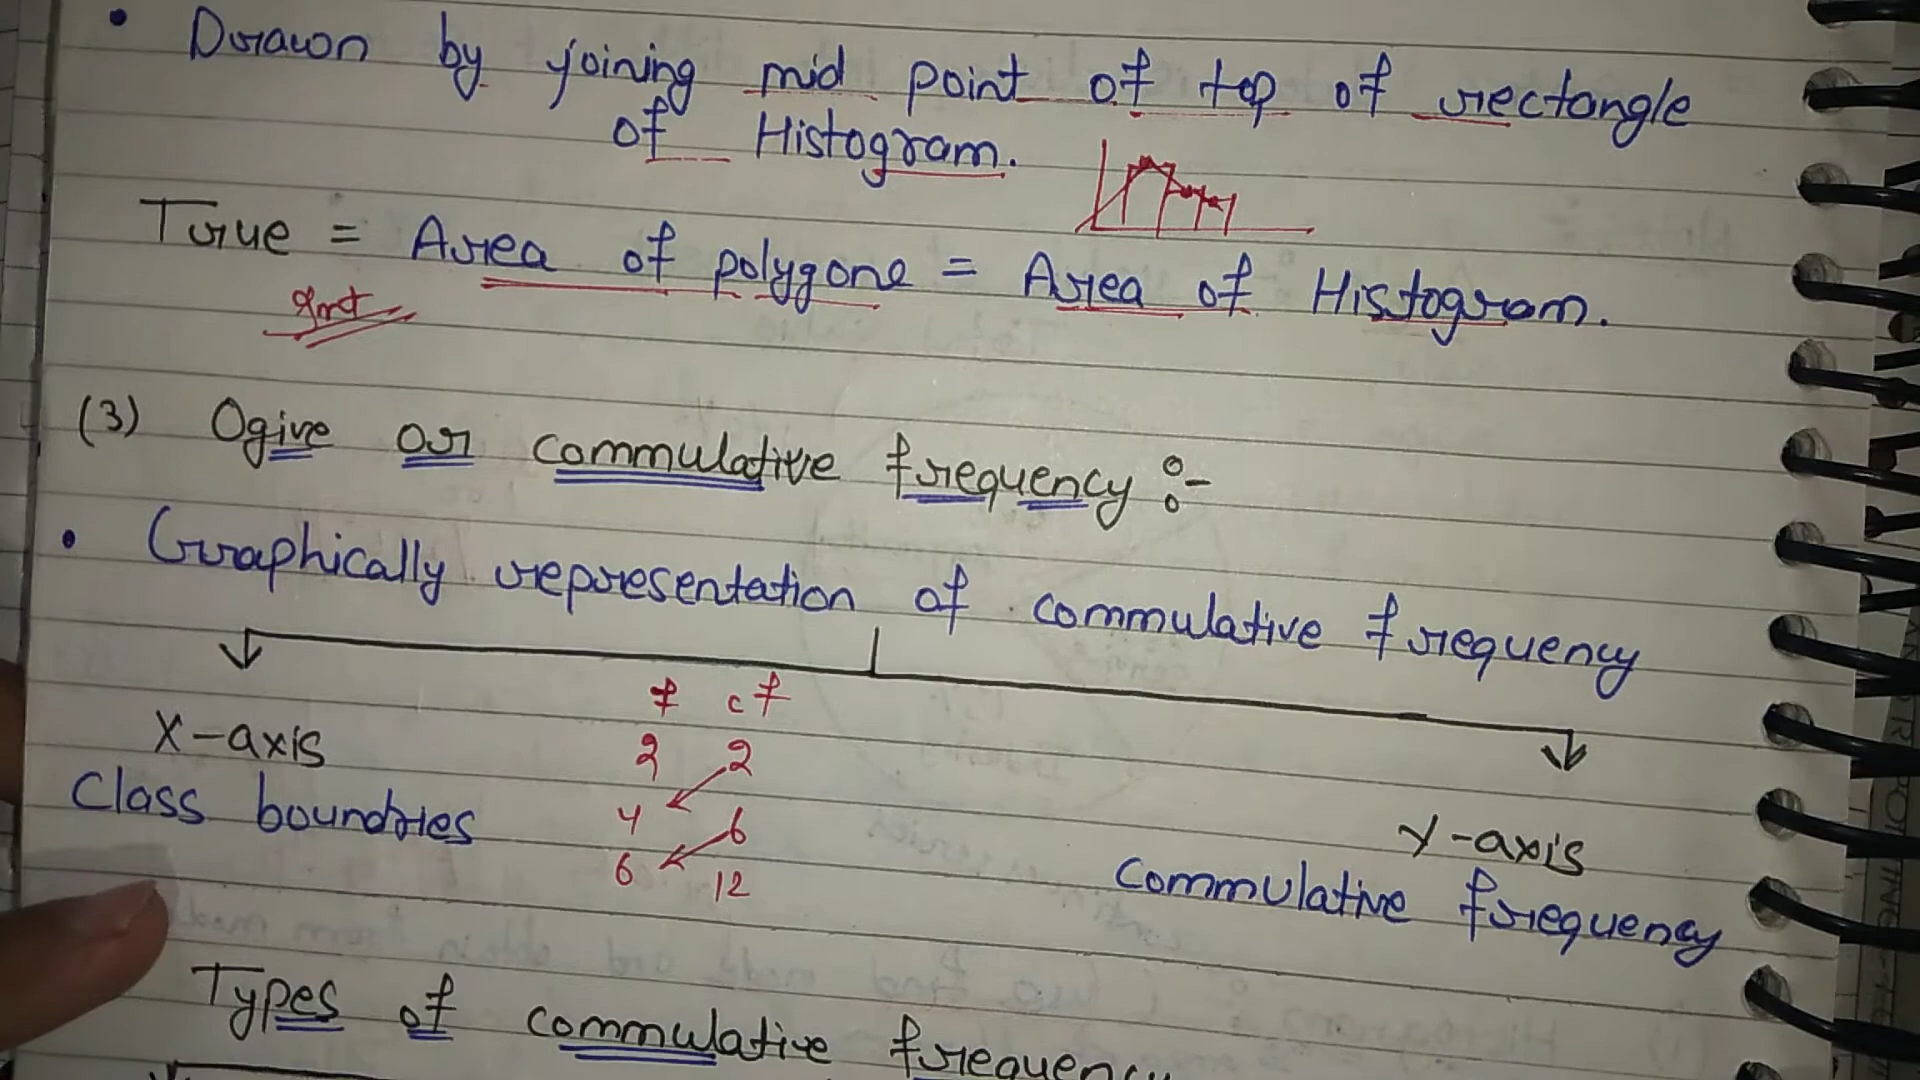 • Drawn by joining mid point of top of rectangle
of Histogram.
True = Area of polygone = Area of Histogram.
Imt
(3) Ogive or commulative frequency :-
• Graphically representation of commulative frequency
f cf
X-axis
2 2
Class boundries
4 6
Y-axis
6 12
Commulative frequency
Types of commulative frequency